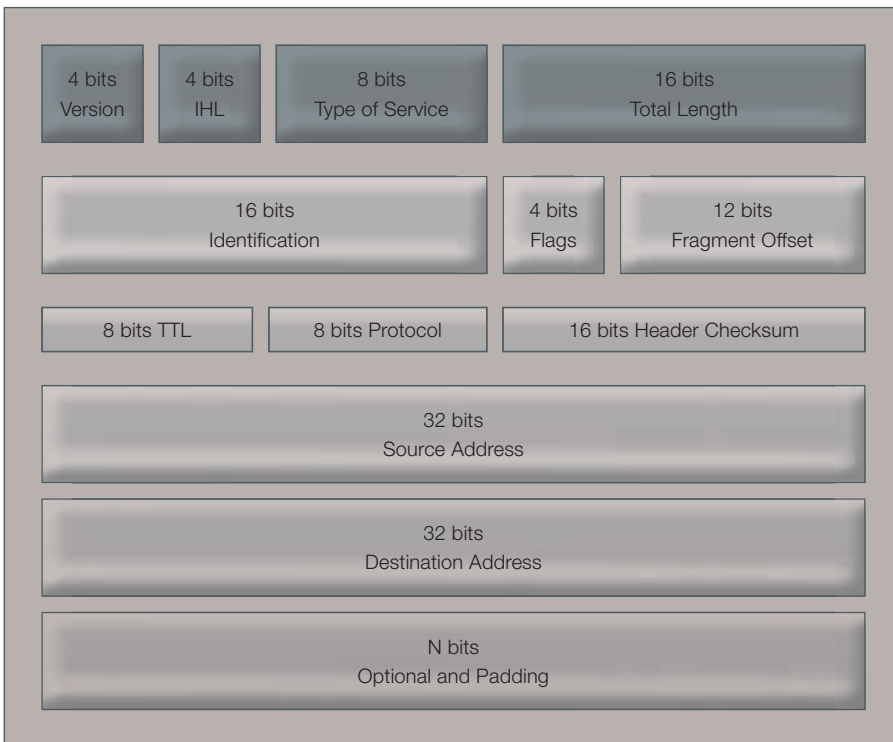 4 bits
Version
4 bits
IHL
8 bits
Type of Service
16 bits
Total Length
16 bits
Identification
4 bits
Flags
12 bits
Fragment Offset
8 bits TTL
8 bits Protocol
16 bits Header Checksum
32 bits
Source Address
32 bits
Destination Address
N bits
Optional and Padding